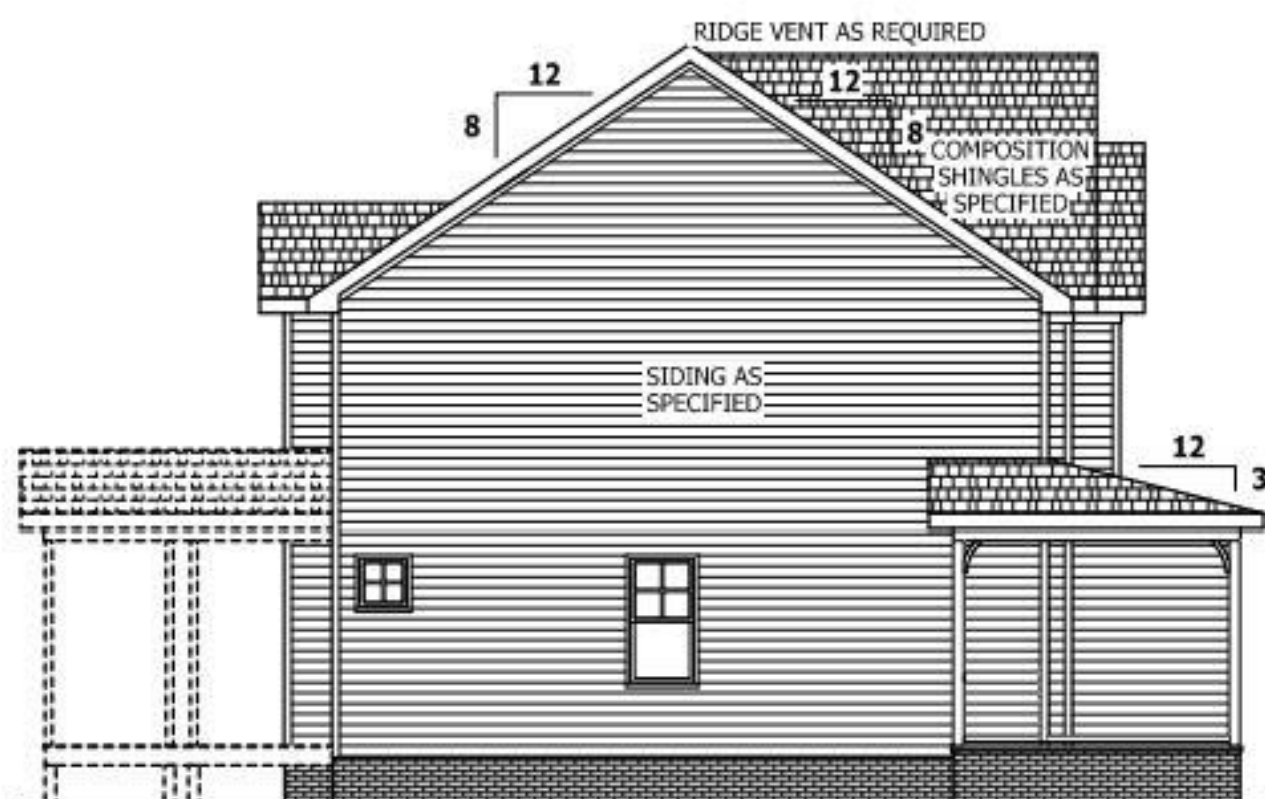 RIDGE VENT AS REQUIRED
12
8
12
8
COMPOSITION
SHINGLES AS
SPECIFIED
SIDING AS
SPECIFIED
12
3